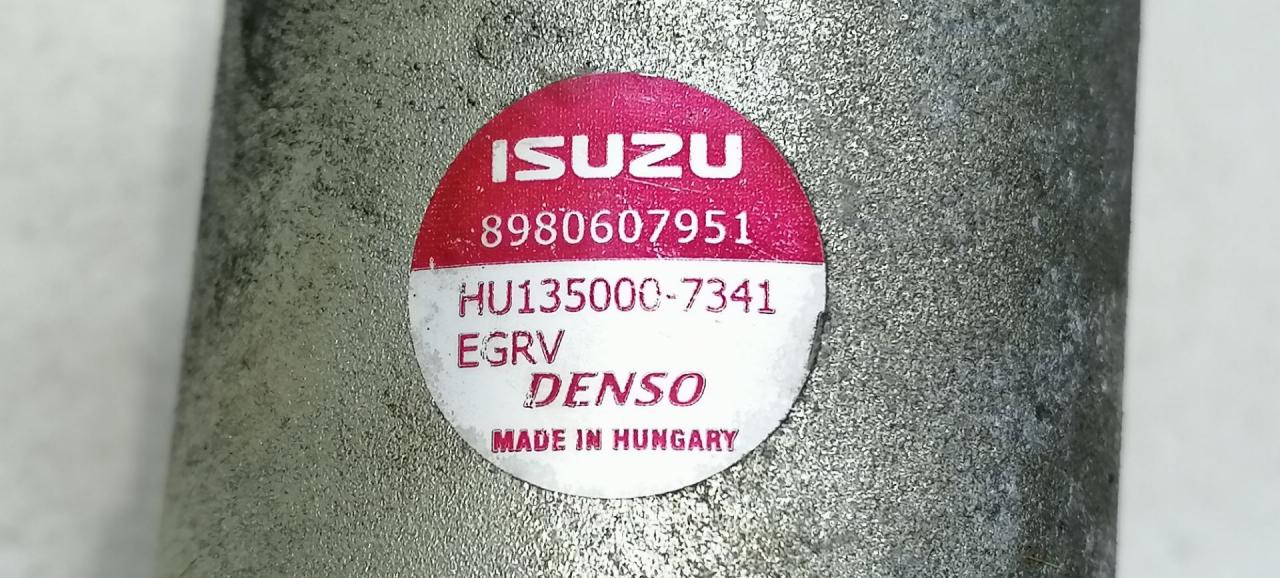 ISUZU
8980607951
HU135000-7341
EGRV
DENSO
MADE IN HUNGARY